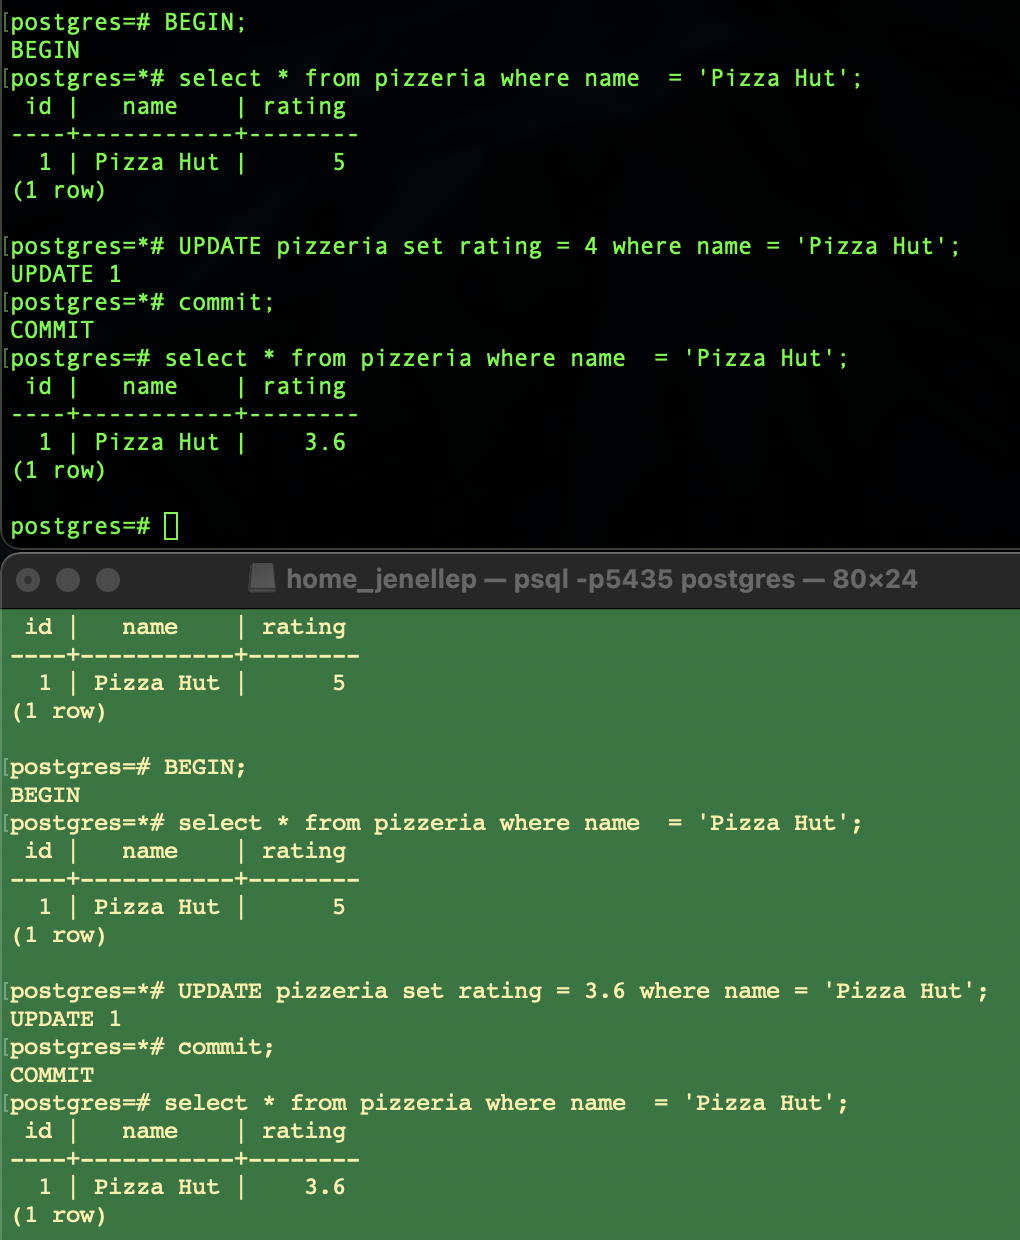 postgres=# BEGIN;
BEGIN
postgres=*# select * from pizzeria where name  = 'Pizza Hut';
 id |   name    | rating
----+-----------+--------
  1 | Pizza Hut |      5
(1 row)
postgres=*# UPDATE pizzeria set rating = 4 where name = 'Pizza Hut';
UPDATE 1
postgres=*# commit;
COMMIT
postgres=# select * from pizzeria where name  = 'Pizza Hut';
 id |   name    | rating
----+-----------+--------
  1 | Pizza Hut |    3.6
(1 row)
postgres=#
home_jenellep — psql -p5435 postgres — 80×24
 id |   name    | rating
----+-----------+--------
  1 | Pizza Hut |      5
(1 row)
postgres=# BEGIN;
BEGIN
postgres=*# select * from pizzeria where name  = 'Pizza Hut';
 id |   name    | rating
----+-----------+--------
  1 | Pizza Hut |      5
(1 row)
postgres=*# UPDATE pizzeria set rating = 3.6 where name = 'Pizza Hut';
UPDATE 1
postgres=*# commit;
COMMIT
postgres=# select * from pizzeria where name  = 'Pizza Hut';
 id |   name    | rating
----+-----------+--------
  1 | Pizza Hut |    3.6
(1 row)